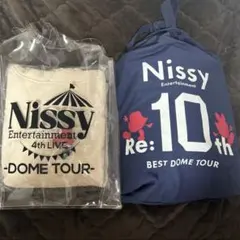 Nissy
Entertainment
4th LIVE
-DOME TOUR-
Nissy
Entertainment
Re:10th
BEST DOME TOUR